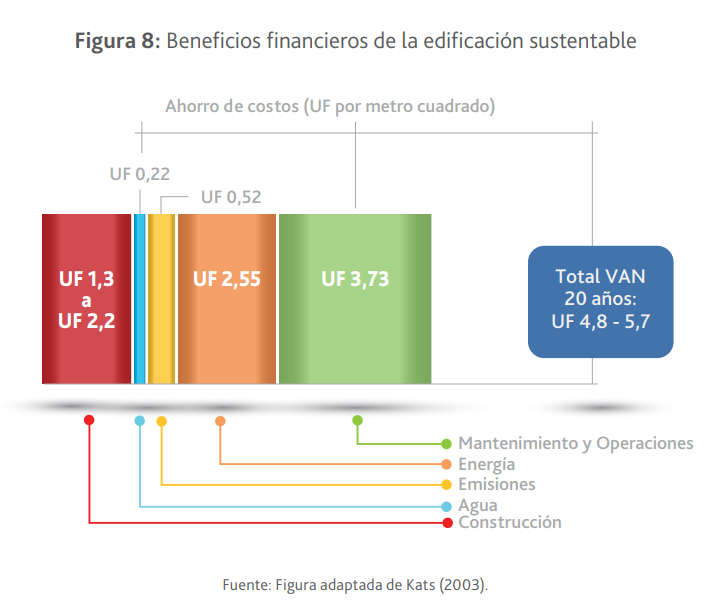 Figura 8: Beneficios financieros de la edificación sustentable
Ahorro de costos (UF por metro cuadrado)
UF 0,22
UF 0,52
UF 1,3
a
UF 2,2
UF 2,55
UF 3,73
Total VAN
20 años:
UF 4,8 - 5,7
Mantenimiento y Operaciones
Energía
Emisiones
Agua
Construcción
Fuente: Figura adaptada de Kats (2003).